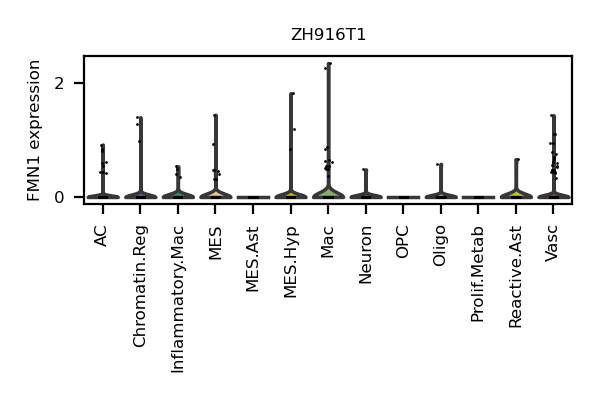 ZH916T1
FMN1 expression
2
0
AC
Chromatin.Reg
Inflammatory.Mac
MES
MES.Ast
MES.Hyp
Mac
Neuron
OPC
Oligo
Prolif.Metab
Reactive.Ast
Vasc